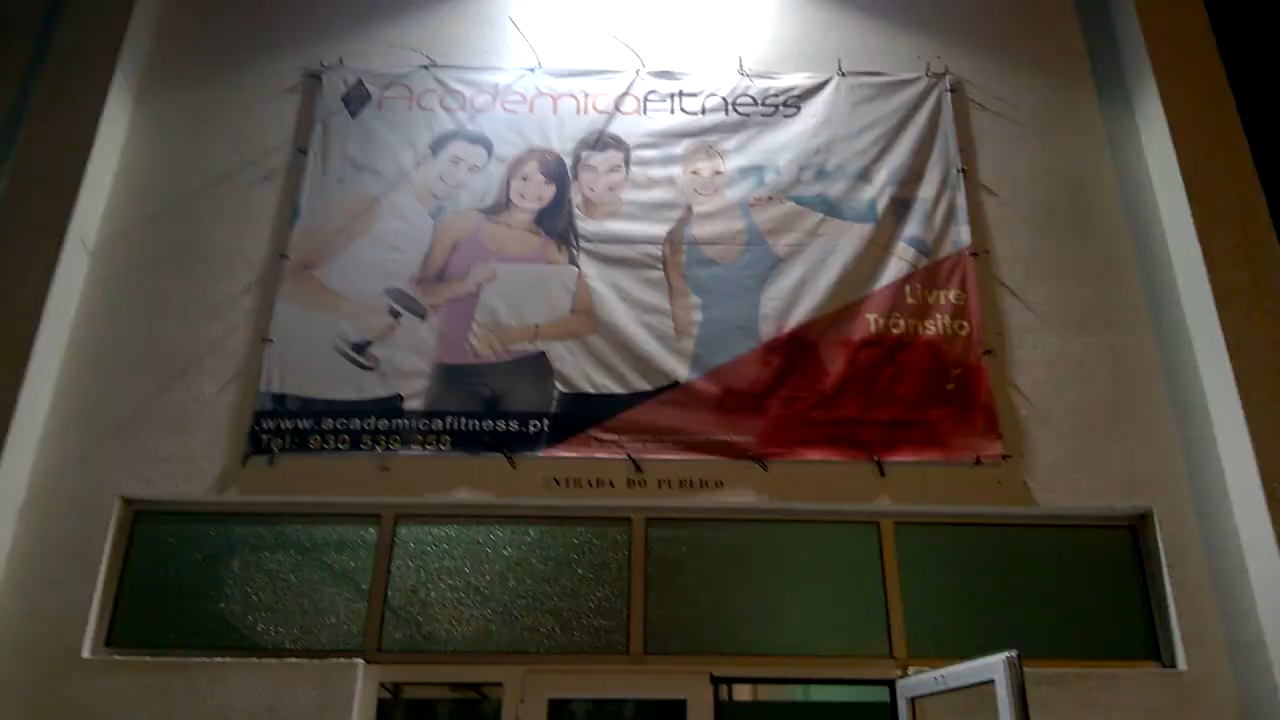 Academicafitness
Livre
Trânsito
www.academicafitness.pt
Tel: 930 539 258
ENTRADA DO PUBLICO